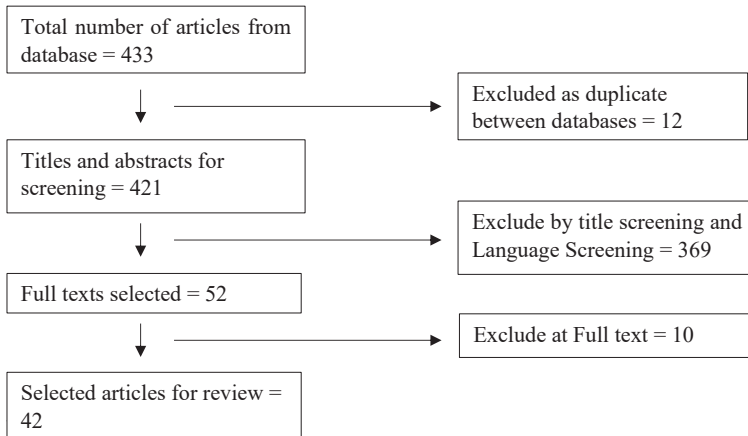 Total number of articles from
database = 433
Excluded as duplicate
between databases = 12
Titles and abstracts for
screening = 421
Exclude by title screening and
Language Screening = 369
Full texts selected = 52
Exclude at Full text = 10
Selected articles for review =
42